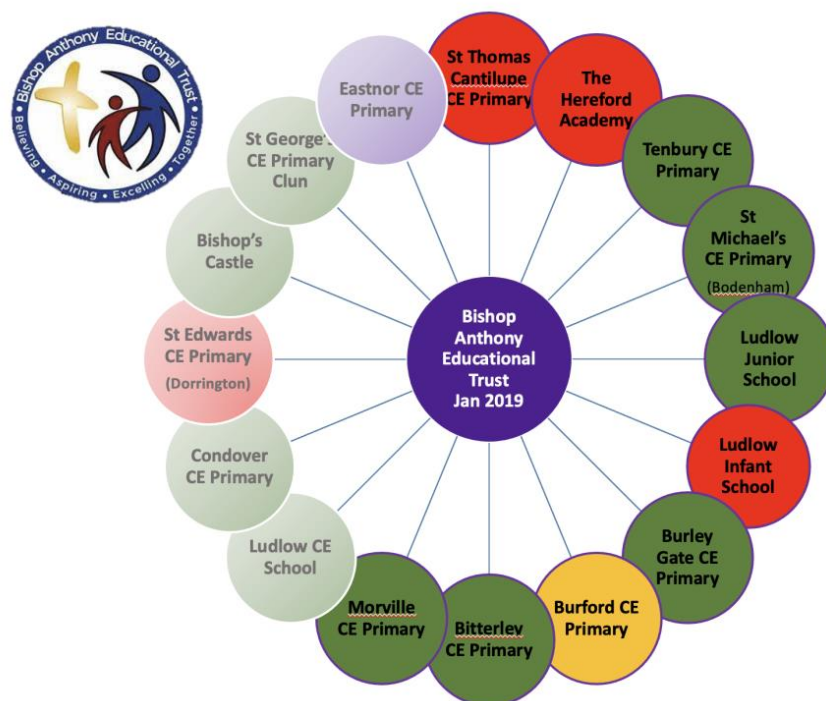 Bishop Anthony Educational Trust
• Believing • Aspiring • Excelling • Together •
St Thomas
Cantilupe
CE Primary
The
Hereford
Academy
Tenbury CE
Primary
St
Michael's
CE Primary
(Bodenham)
Ludlow
Junior
School
Ludlow
Infant
School
Burley
Gate CE
Primary
Burford CE
Primary
Bitterley
CE Primary
Morville
CE Primary
Ludlow CE
School
Condover
CE Primary
St Edwards
CE Primary
(Dorrington)
Bishop's
Castle
St George's
CE Primary
Clun
Eastnor CE
Primary
Bishop
Anthony
Educational
Trust
Jan 2019